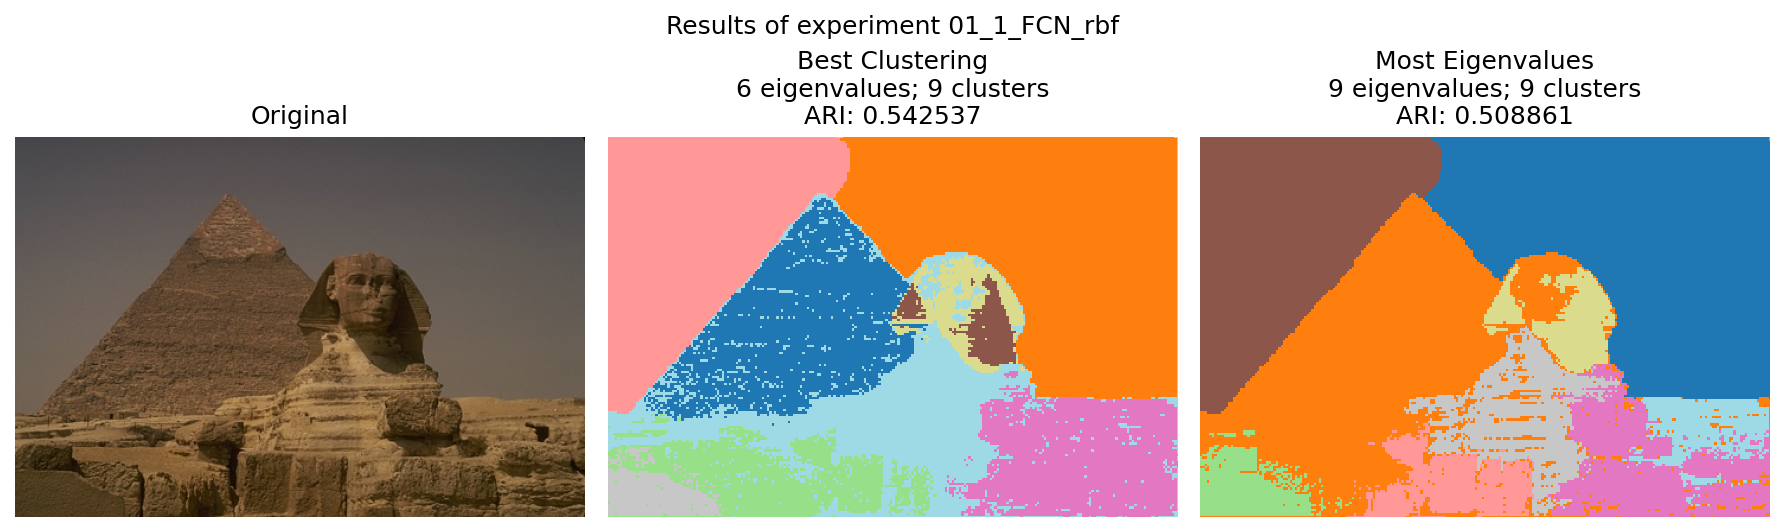 Results of experiment 01_1_FCN_rbf
Original
Best Clustering
6 eigenvalues; 9 clusters
ARI: 0.542537
Most Eigenvalues
9 eigenvalues; 9 clusters
ARI: 0.508861